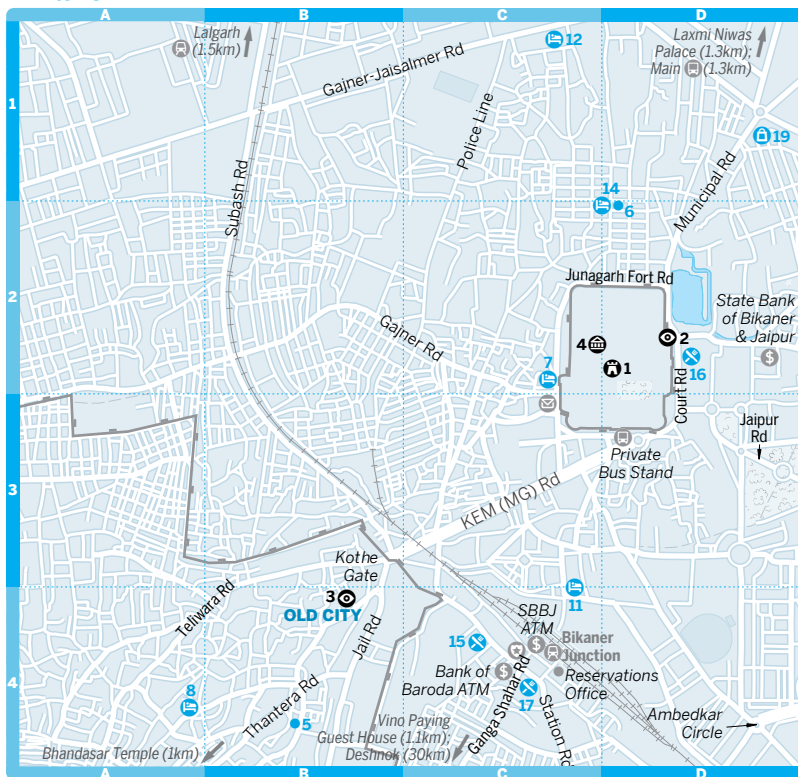 A
B
C
D
Lalgarh
(1.5km)
12
Laxmi Niwas
Palace (1.3km);
Main (1.3km)
Gajner-Jaisalmer Rd
1
Police Line
19
Subash Rd
Municipal Rd
14
6
Junagarh Fort Rd
2
State Bank
of Bikaner
& Jaipur
Gajner Rd
4
2
1
7
16
Court Rd
Jaipur
Rd
Private
Bus Stand
3
KEM (MG) Rd
Kothe
Gate
3
OLD CITY
Teliwara Rd
Jail Rd
11
SBBJ
ATM
15
Bikaner
Junction
Bank of
Baroda ATM
Reservations
Office
4
8
17
Thantera Rd
5
Ganga Shahar Rd
Station Rd
Ambedkar
Circle
Vino Paying
Guest House (1.1km);
Deshnok (30km)
Bhandasar Temple (1km)
A
B
C
D
1
2
3
4